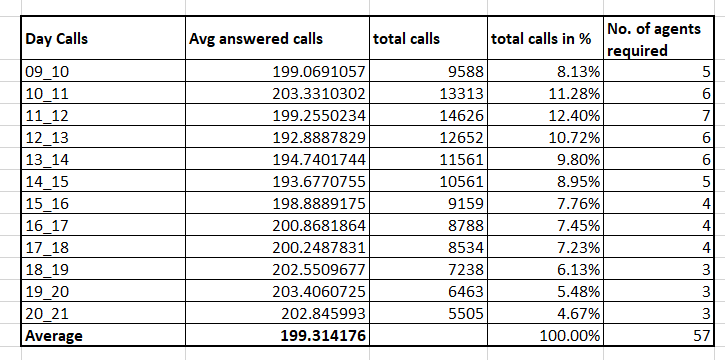 Day Calls Avg answered calls total calls total calls in % No. of agents required
09_10 199.0691057 9588 8.13% 5
10_11 203.3310302 13313 11.28% 6
11_12 199.2550234 14626 12.40% 7
12_13 192.8887829 12652 10.72% 6
13_14 194.7401744 11561 9.80% 6
14_15 193.6770755 10561 8.95% 5
15_16 198.8889175 9159 7.76% 4
16_17 200.8681864 8788 7.45% 4
17_18 200.2487831 8534 7.23% 4
18_19 202.5509677 7238 6.13% 3
19_20 203.4060725 6463 5.48% 3
20_21 202.845993 5505 4.67% 3
Average 199.314176 100.00% 57